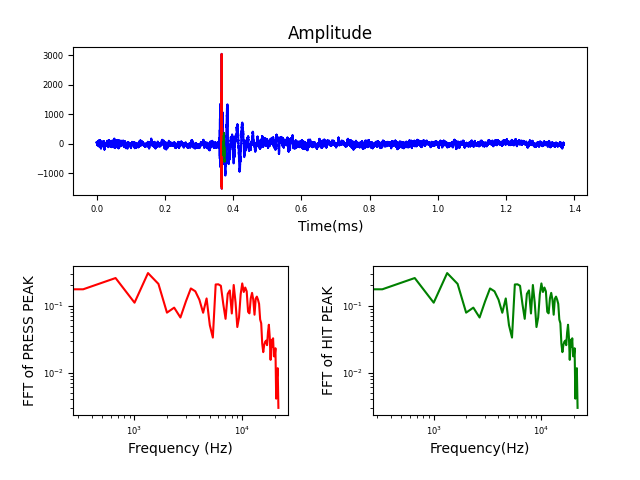 Amplitude
3000
2000
1000
0
−1000
0.0 0.2 0.4 0.6 0.8 1.0 1.2 1.4
Time(ms)
FFT of PRESS PEAK
10⁻¹
10⁻²
10³ 10⁴
Frequency (Hz)
FFT of HIT PEAK
10⁻¹
10⁻²
10³ 10⁴
Frequency(Hz)